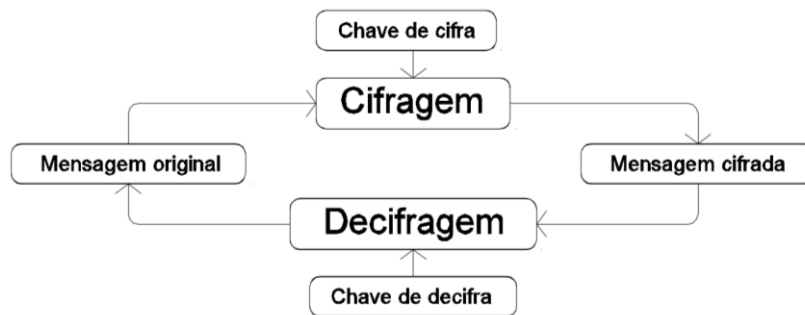 Chave de cifra
Cifragem
Mensagem original
Mensagem cifrada
Decifragem
Chave de decifra